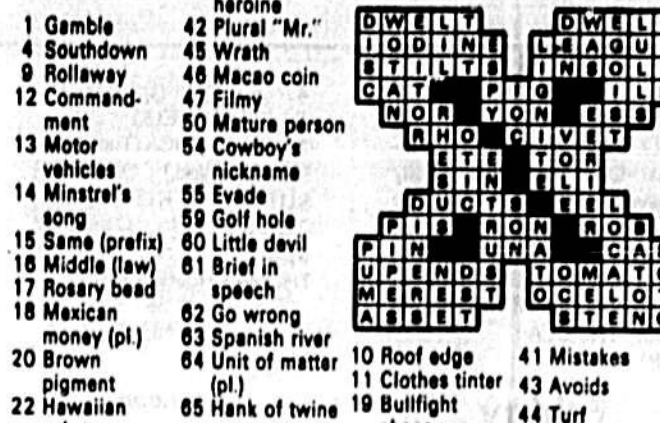 1 Gamble
4 Southdown
9 Rollaway
12 Command-
ment
13 Motor
vehicles
14 Minstrel's
song
15 Same (prefix)
16 Middle (law)
17 Rosary bead
18 Mexican
money (pl.)
20 Brown
pigment
22 Hawaiian
heroine
42 Plural "Mr."
45 Wrath
46 Macao coin
47 Filmy
50 Mature person
54 Cowboy's
nickname
55 Evade
59 Golf hole
60 Little devil
61 Brief in
speech
62 Go wrong
63 Spanish river
64 Unit of matter
(pl.)
65 Hank of twine
DWELT DWEL
IODINE LEAGU
STILTS INSOL
CAT PIG IL
NOR YON ESS
RHO CIVET
ETE TOR
SIN ELI
DUCTS EEL
PIS RON ROB
PIN UNA CA
UPENDS TOMATO
MEREST OCELOT
ASSET STENO
10 Roof edge
11 Clothes tinter
19 Bullfight
41 Mistakes
43 Avoids
44 Turf